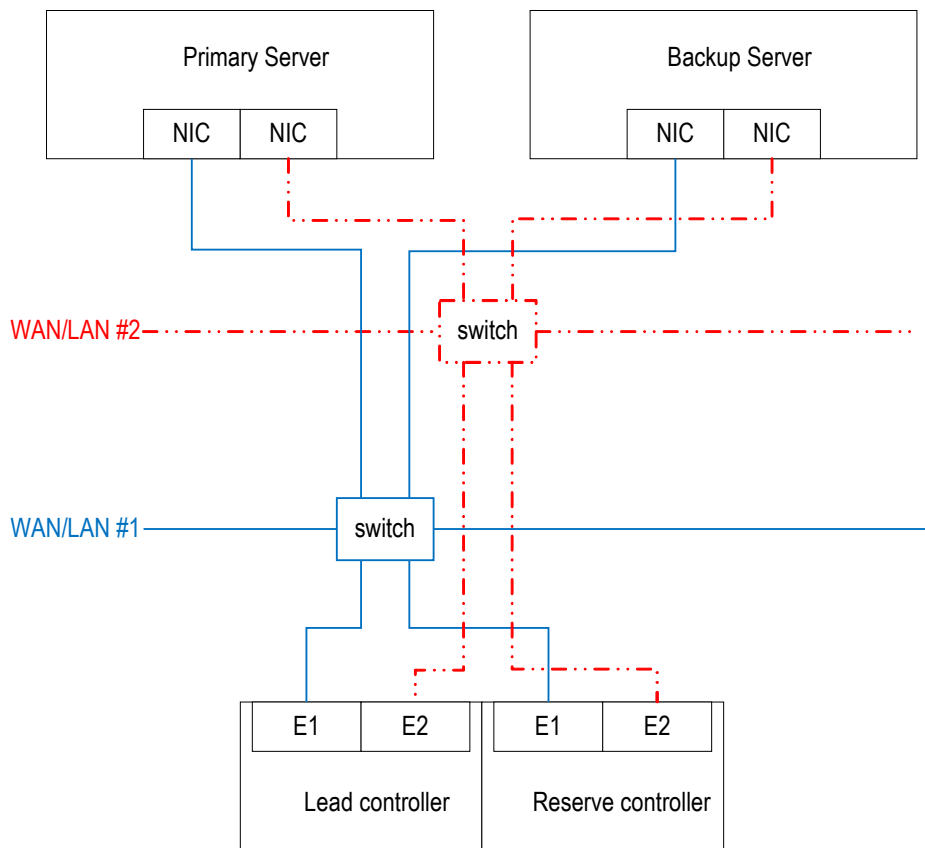 Primary Server
Backup Server
NIC NIC
NIC NIC
WAN/LAN #2
switch
WAN/LAN #1
switch
E1 E2
E1 E2
Lead controller
Reserve controller